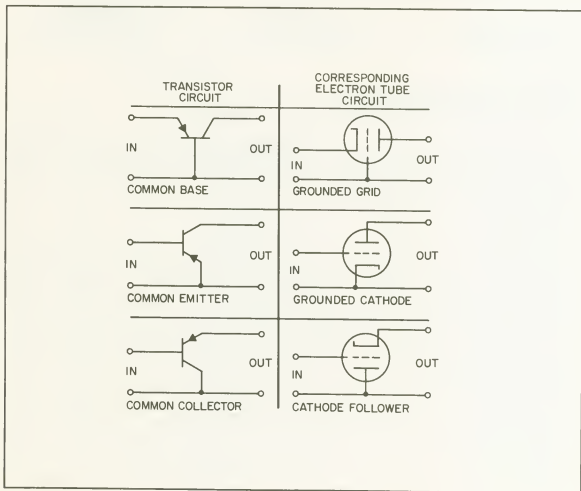 TRANSISTOR
CIRCUIT
CORRESPONDING
ELECTRON TUBE
CIRCUIT
IN
OUT
COMMON BASE
IN
OUT
GROUNDED GRID
IN
OUT
COMMON EMITTER
IN
OUT
GROUNDED CATHODE
IN
OUT
COMMON COLLECTOR
IN
OUT
CATHODE FOLLOWER